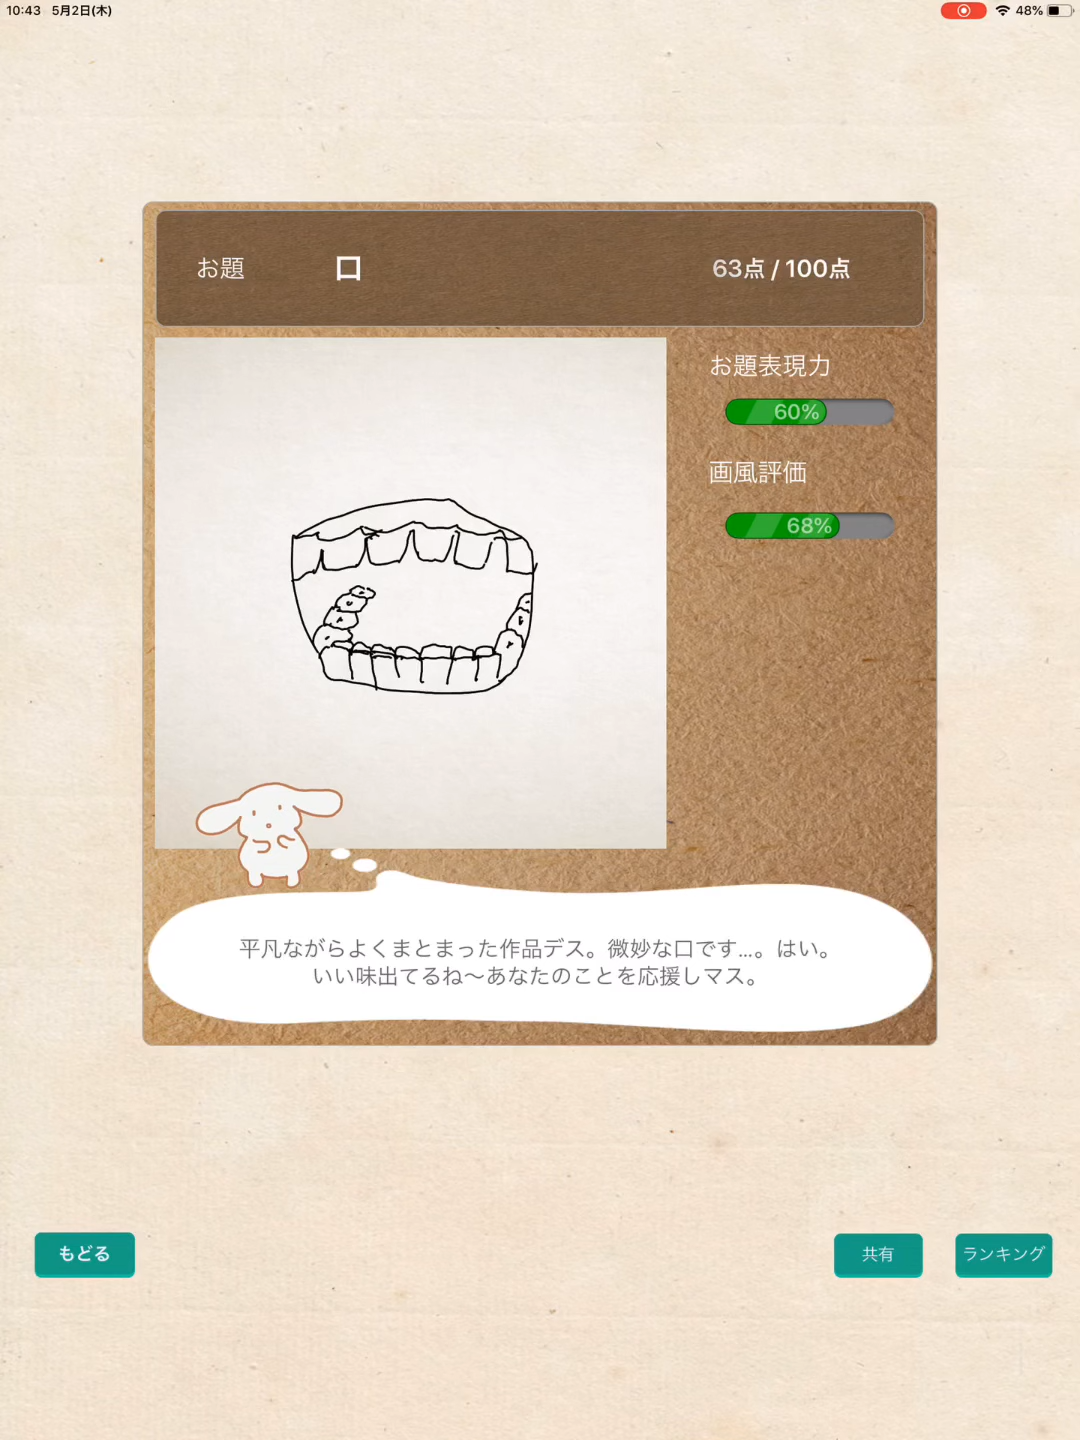 10:43 5月2日(木)
48%
お題 口 63点 / 100点
お題表現力
60%
画風評価
68%
平凡ながらよくまとまった作品デス。微妙な口です…。はい。
いい味出てるね〜あなたのことを応援しマス。
もどる 共有 ランキング